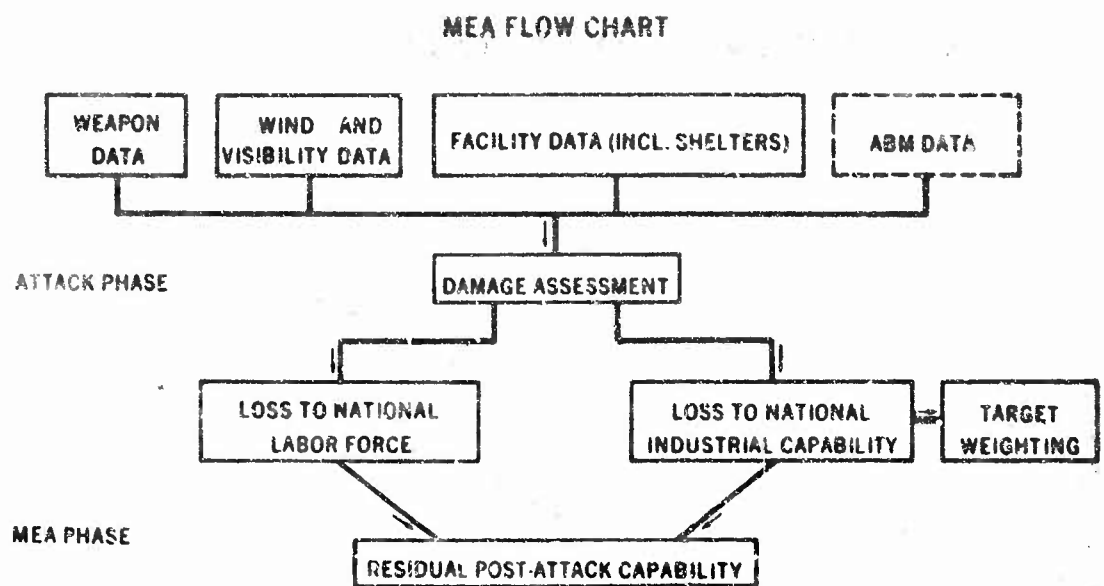 MEA FLOW CHART
WEAPON
DATA
WIND AND
VISIBILITY DATA
FACILITY DATA (INCL. SHELTERS)
ABM DATA
ATTACK PHASE
DAMAGE ASSESSMENT
LOSS TO NATIONAL
LABOR FORCE
LOSS TO NATIONAL
INDUSTRIAL CAPABILITY
TARGET
WEIGHTING
MEA PHASE
RESIDUAL POST-ATTACK CAPABILITY